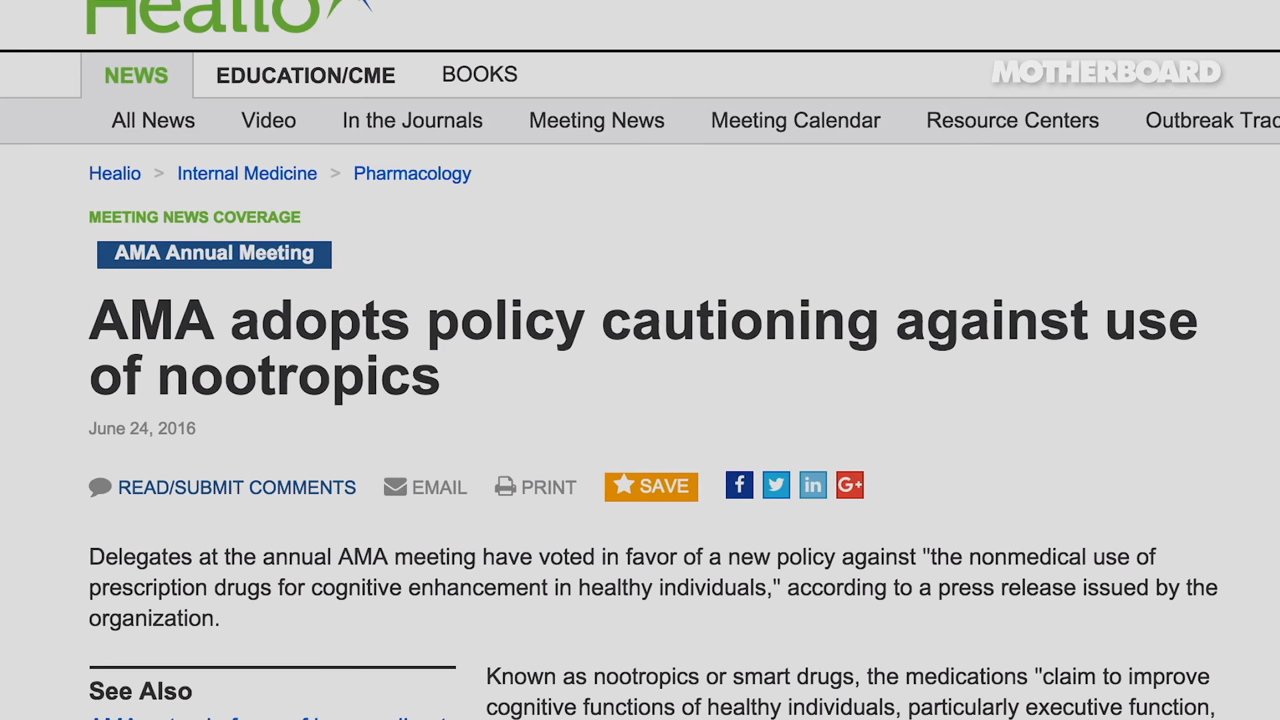 Healio
NEWS
EDUCATION/CME
BOOKS
MOTHERBOARD
All News
Video
In the Journals
Meeting News
Meeting Calendar
Resource Centers
Outbreak
Healio > Internal Medicine > Pharmacology
MEETING NEWS COVERAGE
AMA Annual Meeting
AMA adopts policy cautioning against use
of nootropics
June 24, 2016
READ/SUBMIT COMMENTS
EMAIL
PRINT
SAVE
f
in
G+
Delegates at the annual AMA meeting have voted in favor of a new policy against "the nonmedical use of
prescription drugs for cognitive enhancement in healthy individuals," according to a press release issued by the
organization.
See Also
Known as nootropics or smart drugs, the medications "claim to improve
cognitive functions of healthy individuals, particularly executive function,